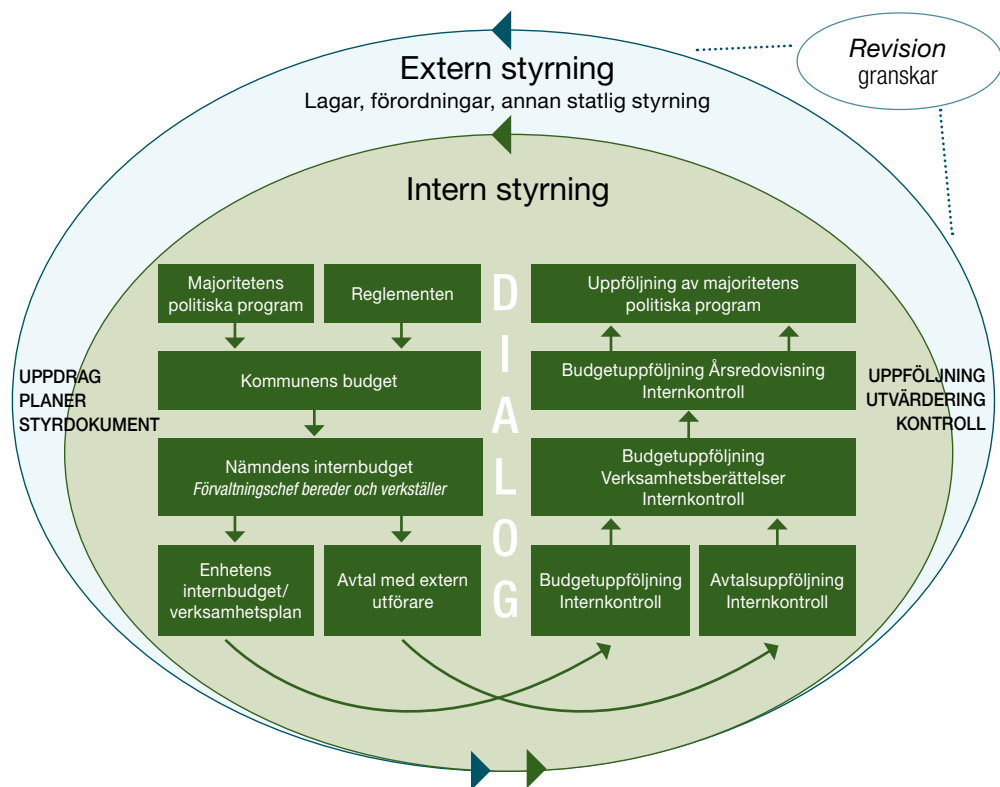 Revision
granskar
Extern styrning
Lagar, förordningar, annan statlig styrning
Intern styrning
UPPDRAG
PLANER
STYRDOKUMENT
Majoritetens
politiska program
Reglementen
Kommunens budget
Nämndens internbudget
Förvaltningschef bereder och verkställer
Enhetens
internbudget/
verksamhetsplan
Avtal med extern
utförare
D
I
A
L
O
G
Uppföljning av majoritetens
politiska program
Budgetuppföljning Årsredovisning
Internkontroll
Budgetuppföljning
Verksamhetsberättelser
Internkontroll
Budgetuppföljning
Internkontroll
Avtalsuppföljning
Internkontroll
UPPFÖLJNING
UTVÄRDERING
KONTROLL